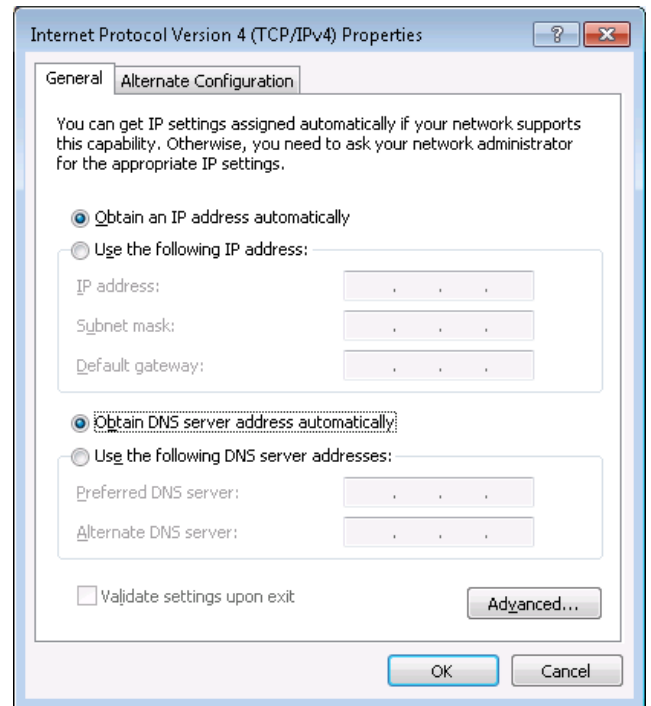 Internet Protocol Version 4 (TCP/IPv4) Properties
?
General
Alternate Configuration
You can get IP settings assigned automatically if your network supports
this capability. Otherwise, you need to ask your network administrator
for the appropriate IP settings.
Obtain an IP address automatically
Use the following IP address:
IP address:
. . .
Subnet mask:
. . .
Default gateway:
. . .
Obtain DNS server address automatically
Use the following DNS server addresses:
Preferred DNS server:
. . .
Alternate DNS server:
. . .
Validate settings upon exit
Advanced...
OK
Cancel